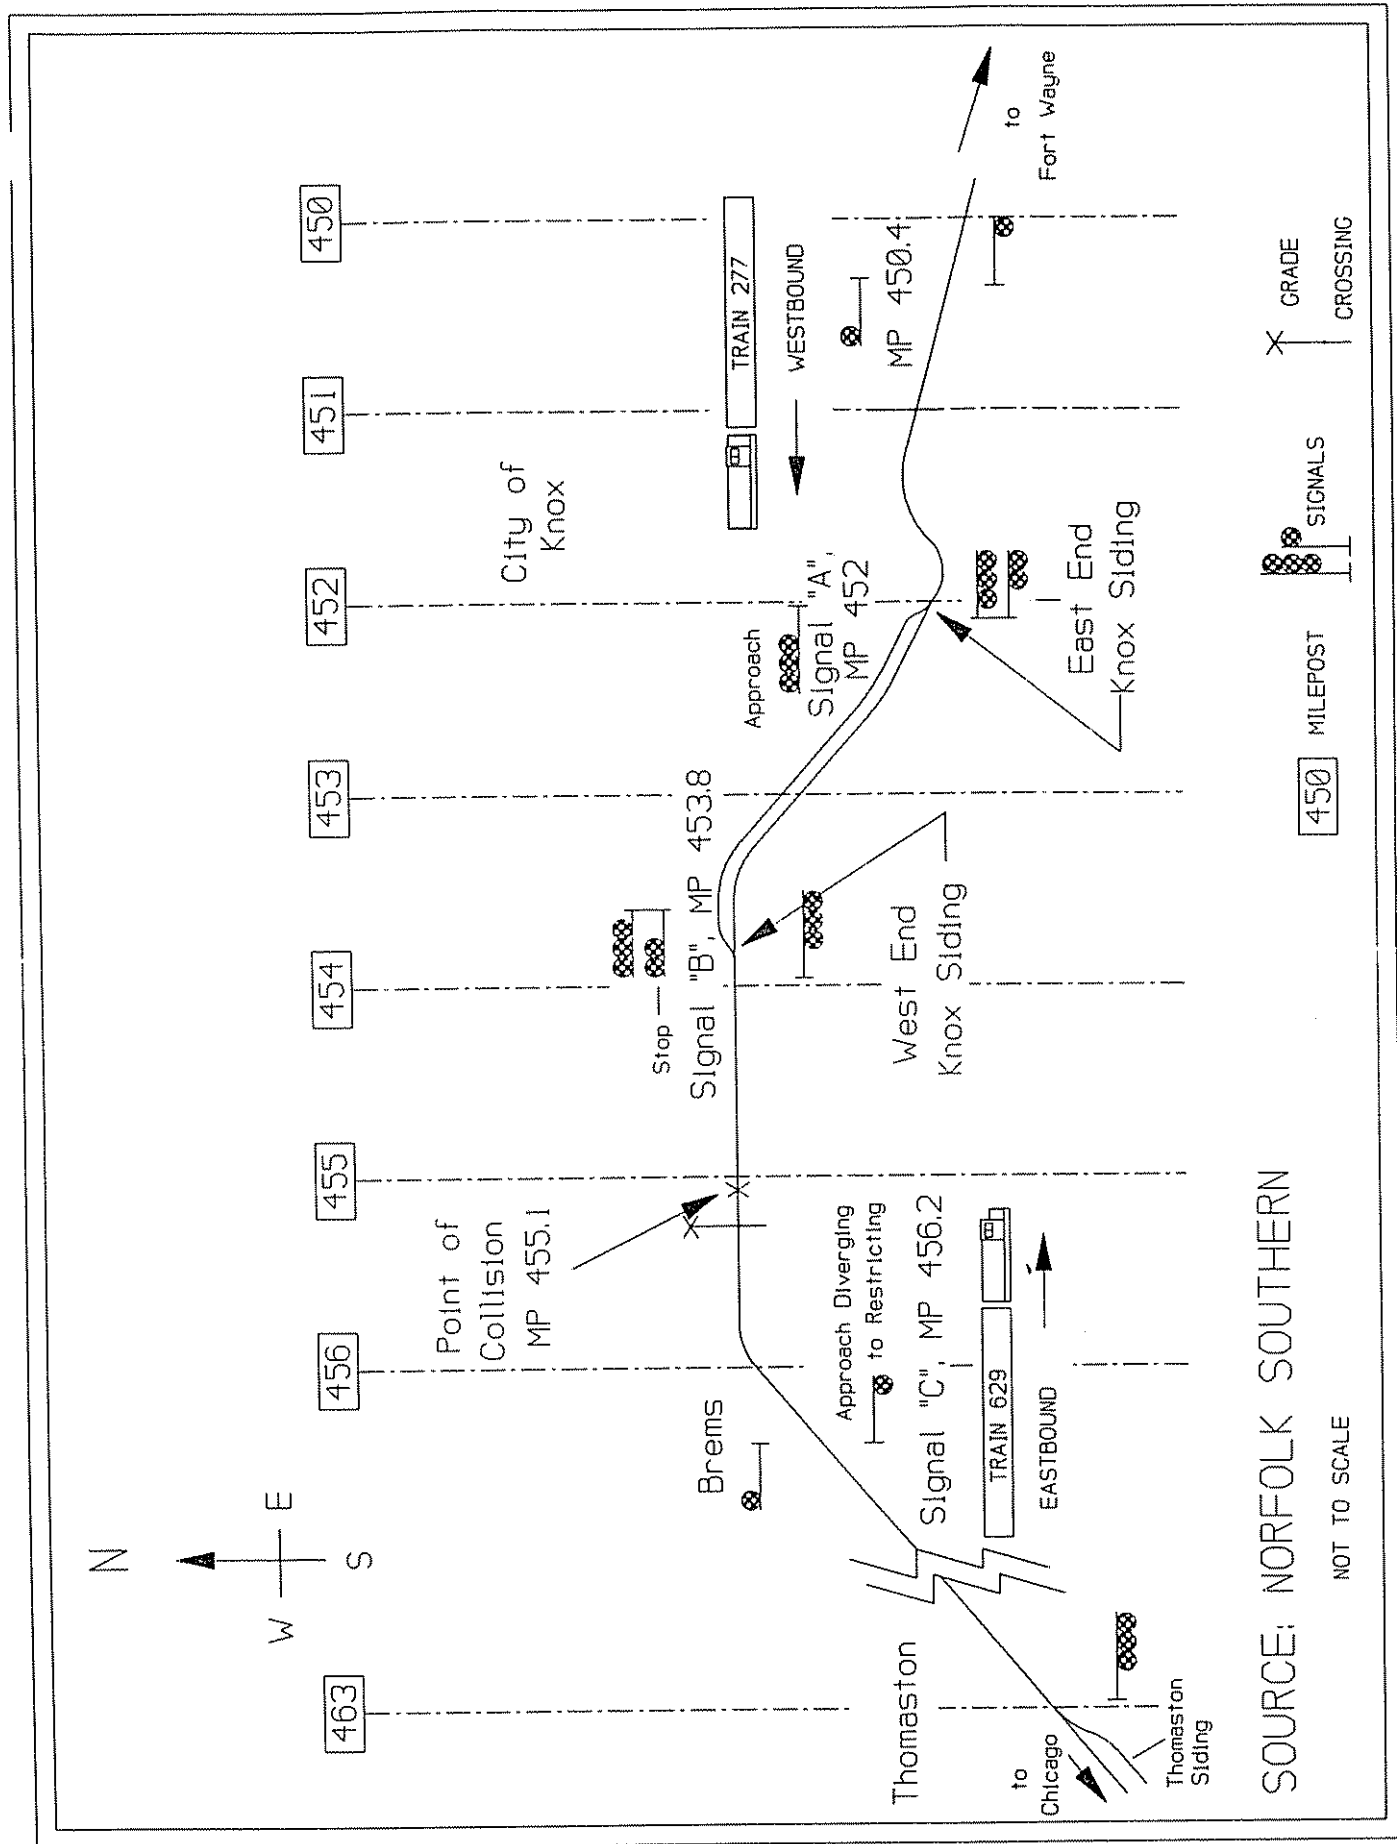 N
W
E
S
463
456
455
454
453
452
451
450
City of
Knox
Point of
Collision
MP 455.1
Brems
Stop
Signal "B", MP 453.8
Approach
Signal "A",
MP 452
TRAIN 277
WESTBOUND
MP 450.4
Approach Diverging
to Restricting
Signal "C", MP 456.2
TRAIN 629
EASTBOUND
West End
Knox Siding
East End
Knox Siding
to
Fort Wayne
Thomaston
to
Chicago
Thomaston
Siding
SOURCE: NORFOLK SOUTHERN
NOT TO SCALE
450
MILEPOST
SIGNALS
GRADE
CROSSING